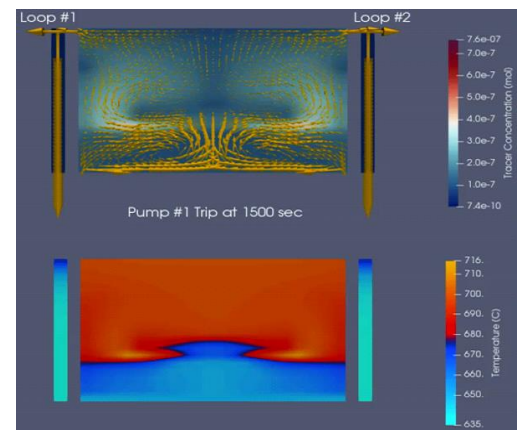 Loop #1
Loop #2
7.6e-07
7.0e-7
6.0e-7
5.0e-7
4.0e-7
3.0e-7
2.0e-7
1.0e-7
7.4e-10
Tracer Concentration (mol)
Pump #1 Trip at 1500 sec
716.
710.
700.
690.
680.
670.
660.
650.
635.
Temperature (C)